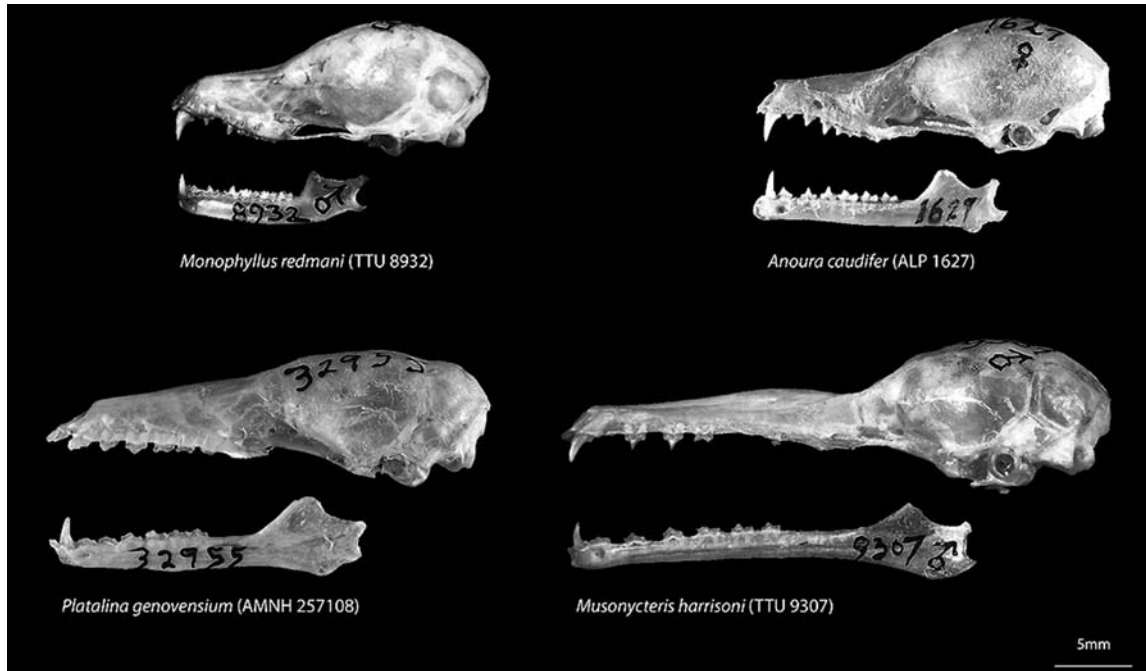 8932 ♂
Monophyllus redmani (TTU 8932)
1627
1627
Anoura caudifer (ALP 1627)
32955
32955
Platalina genovensium (AMNH 257108)
♂
9307 ♂
Musonycteris harrisoni (TTU 9307)
5mm